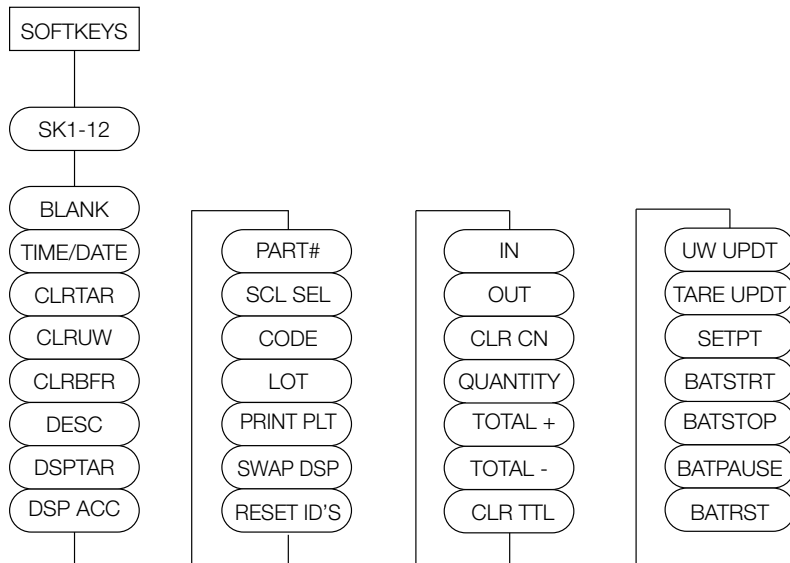 SOFTKEYS
SK1-12
BLANK
TIME/DATE
CLRTAR
CLRUW
CLRBFR
DESC
DSPTAR
DSP ACC
PART#
SCL SEL
CODE
LOT
PRINT PLT
SWAP DSP
RESET ID'S
IN
OUT
CLR CN
QUANTITY
TOTAL +
TOTAL -
CLR TTL
UW UPDT
TARE UPDT
SETPT
BATSTRT
BATSTOP
BATPAUSE
BATRST